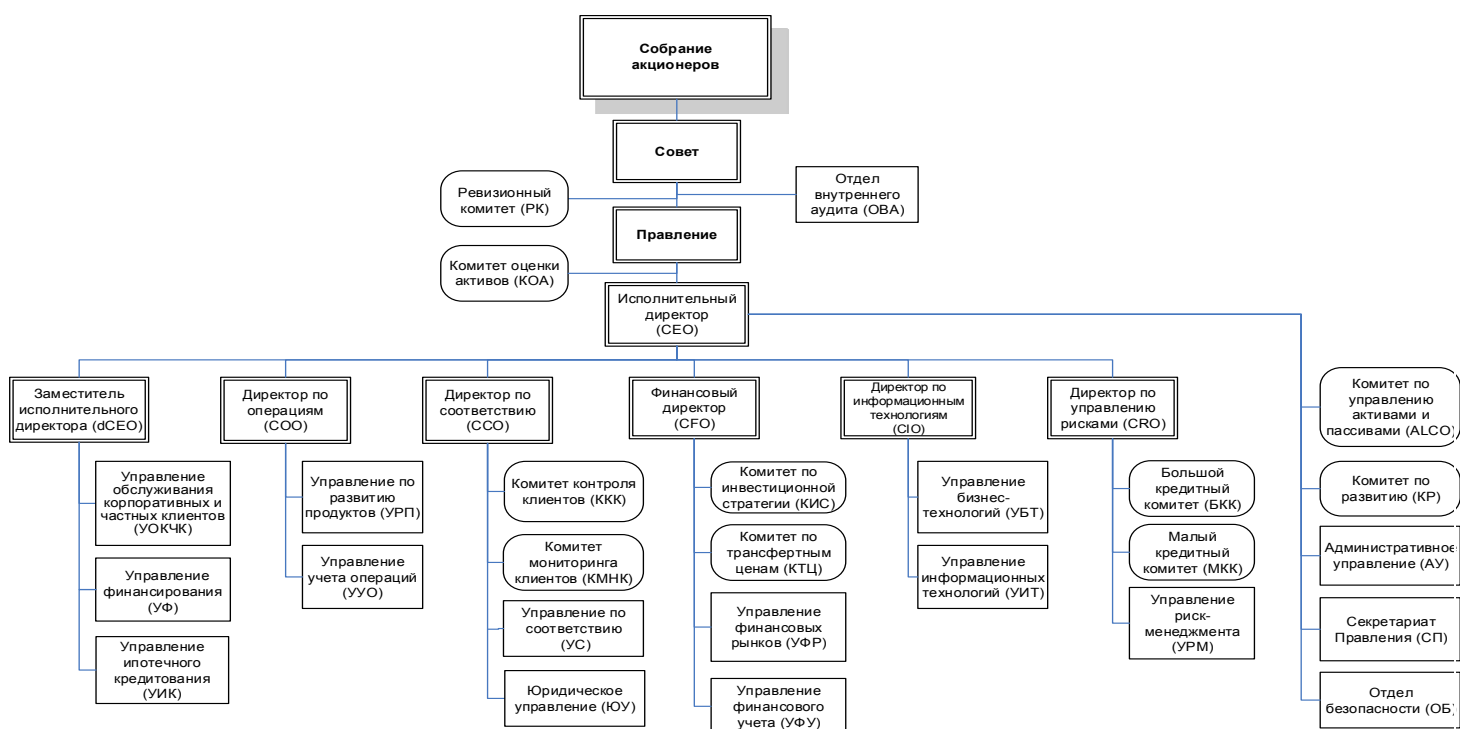 Собрание
акционеров
Совет
Ревизионный
комитет (РК)
Отдел
внутреннего
аудита (ОВА)
Правление
Комитет оценки
активов (КОА)
Исполнительный
директор
(CEO)
Заместитель
исполнительного
директора (dCEO)
Директор по
операциям
(COO)
Директор по
соответствию
(CCO)
Финансовый
директор
(CFO)
Директор по
информационным
технологиям
(CIO)
Директор по
управлению
рисками (CRO)
Комитет по
управлению
активами и
пассивами (ALCO)
Управление
обслуживания
корпоративных и
частных клиентов
(УОКЧК)
Управление по
развитию
продуктов (УРП)
Комитет контроля
клиентов (ККК)
Комитет по
инвестиционной
стратегии (КИС)
Управление
бизнес-
технологий (УБТ)
Большой
кредитный
комитет (БКК)
Комитет по
развитию (КР)
Управление
финансирования
(УФ)
Управление
учета операций
(УУО)
Комитет
мониторинга
клиентов (КМНК)
Комитет по
трансфертным
ценам (КТЦ)
Управление
информационных
технологий (УИТ)
Малый
кредитный
комитет (МКК)
Административное
управление (АУ)
Управление
ипотечного
кредитования
(УИК)
Управление по
соответствию
(УС)
Управление
финансовых
рынков (УФР)
Управление
риск-
менеджмента
(УРМ)
Секретариат
Правления (СП)
Юридическое
управление (ЮУ)
Управление
финансового
учета (УФУ)
Отдел
безопасности (ОБ)